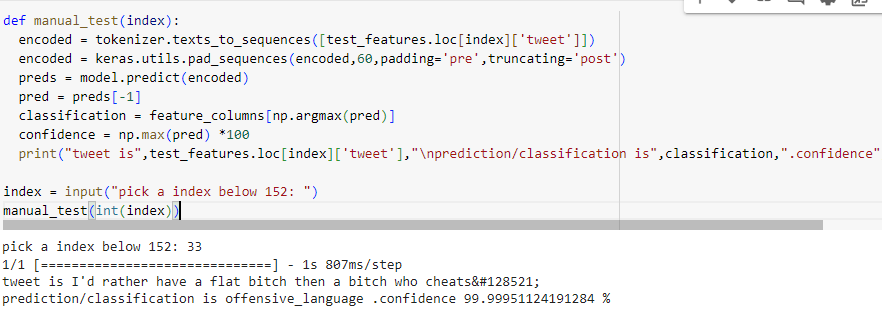 def manual_test(index):
  encoded = tokenizer.texts_to_sequences([test_features.loc[index]['tweet']])
  encoded = keras.utils.pad_sequences(encoded,60,padding='pre',truncating='post')
  preds = model.predict(encoded)
  pred = preds[-1]
  classification = feature_columns[np.argmax(pred)]
  confidence = np.max(pred) *100
  print("tweet is",test_features.loc[index]['tweet'],"\nprediction/classification is",classification,".confidence"
index = input("pick a index below 152: ")
manual_test(int(index))
pick a index below 152: 33
1/1 [==============================] - 1s 807ms/step
tweet is I'd rather have a flat bitch then a bitch who cheats&#128521;
prediction/classification is offensive_language .confidence 99.99951124191284 %